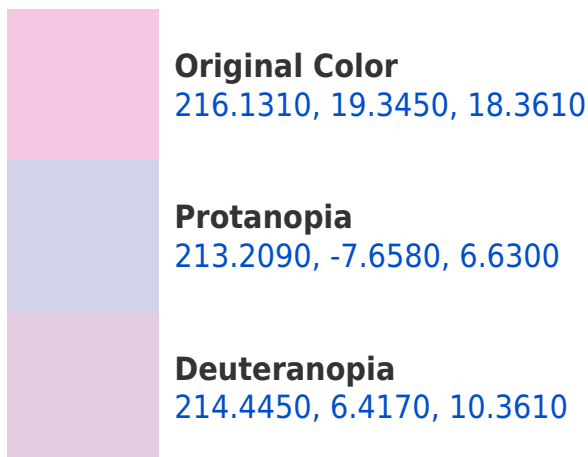 Original Color
216.1310, 19.3450, 18.3610
Protanopia
213.2090, -7.6580, 6.6300
Deuteranopia
214.4450, 6.4170, 10.3610